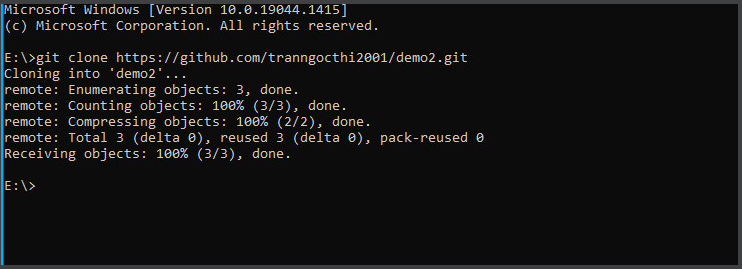 Microsoft Windows [Version 10.0.19044.1415]
(c) Microsoft Corporation. All rights reserved.
E:\>git clone https://github.com/tranngocthi2001/demo2.git
Cloning into 'demo2'...
remote: Enumerating objects: 3, done.
remote: Counting objects: 100% (3/3), done.
remote: Compressing objects: 100% (2/2), done.
remote: Total 3 (delta 0), reused 3 (delta 0), pack-reused 0
Receiving objects: 100% (3/3), done.
E:\>